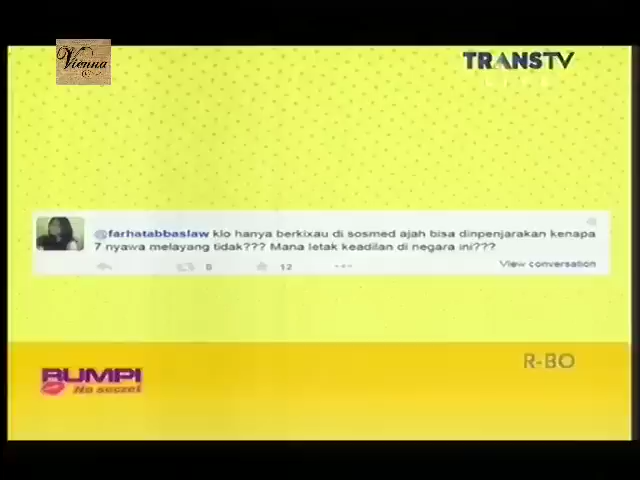 Vienna
TRANSTV
@farhatabbaslaw klo hanya berkixau di sosmed ajah bisa dinpenjarakan kenapa
7 nyawa melayang tidak??? Mana letak keadilan di negara ini???
8 12 View conversation
R-BO
RUMPI
No secret